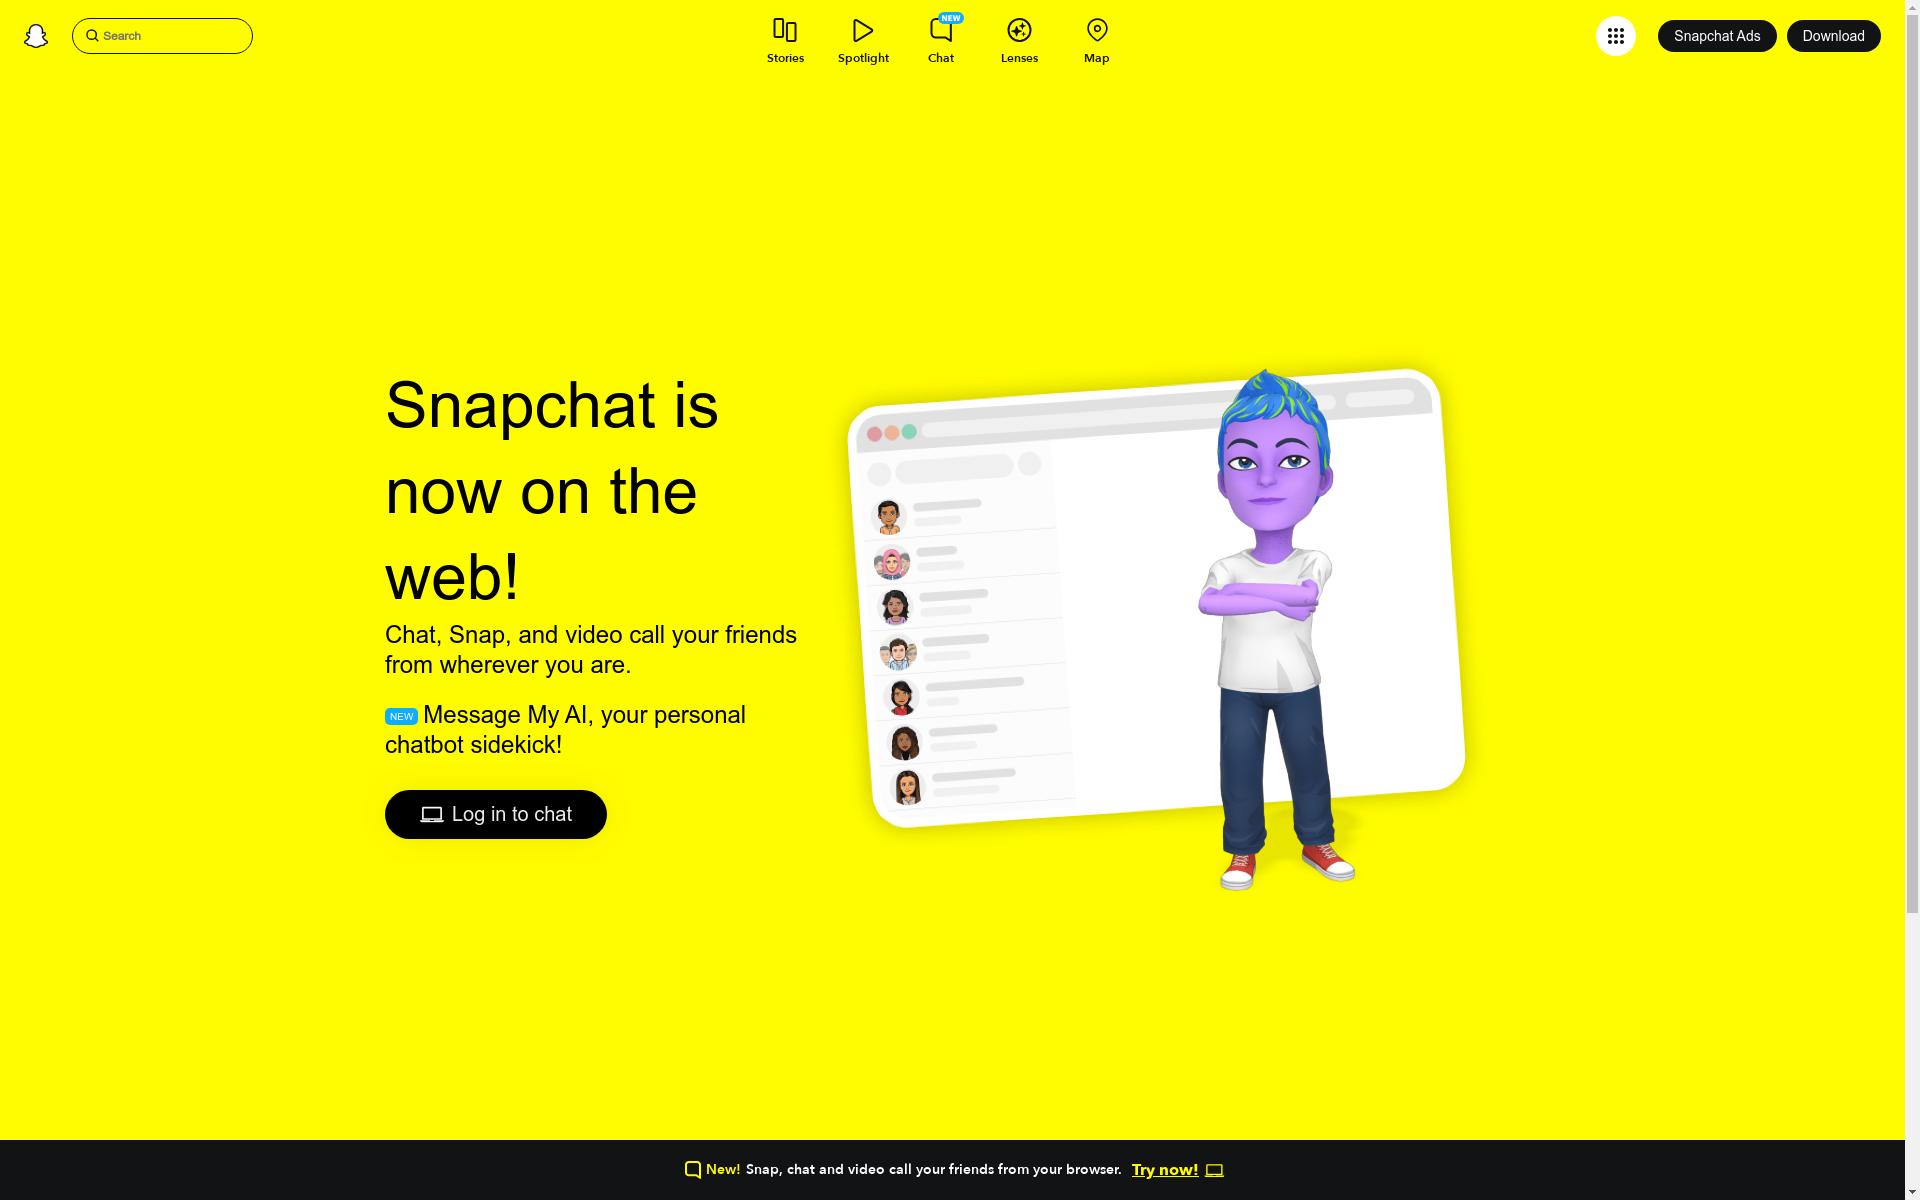 Search
NEW
Stories
Spotlight
Chat
Lenses
Map
Snapchat Ads
Download
Snapchat is
now on the
web!
Chat, Snap, and video call your friends
from wherever you are.
NEW Message My AI, your personal
chatbot sidekick!
Log in to chat
New! Snap, chat and video call your friends from your browser. Try now!